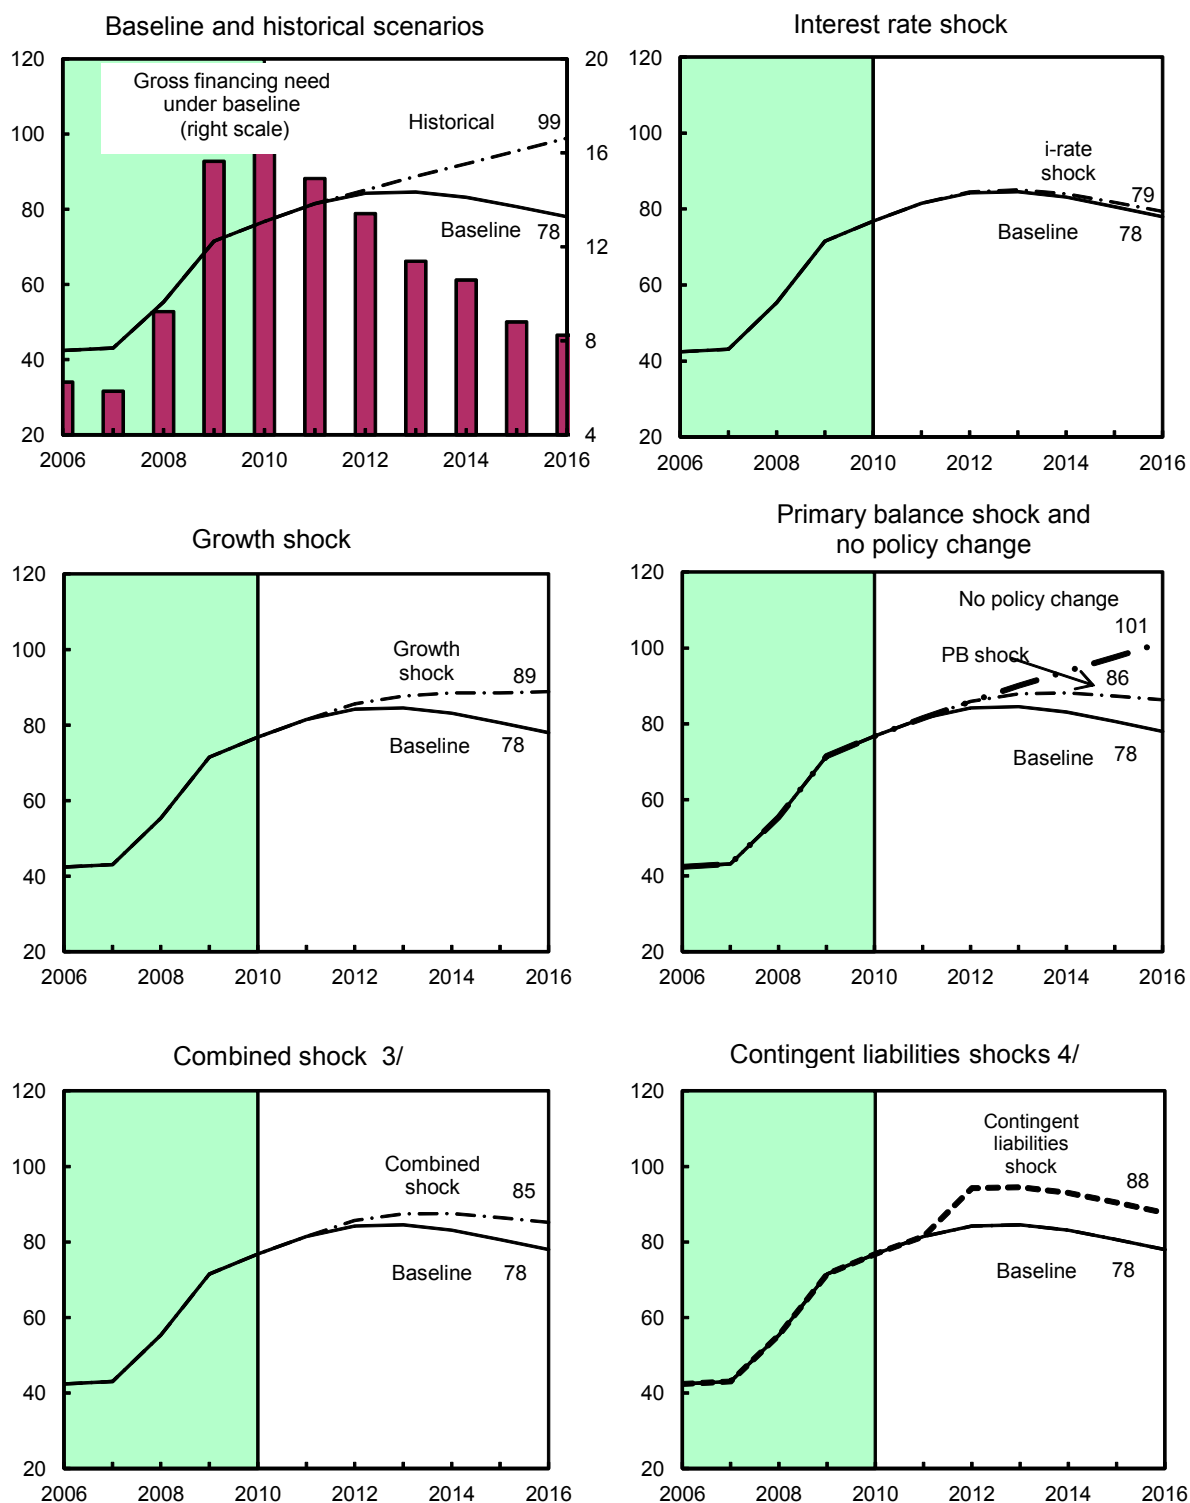 Baseline and historical scenarios
120
100
80
60
40
20
20
16
12
8
4
Gross financing need
under baseline
(right scale)
Historical 99
Baseline 78
2006 2008 2010 2012 2014 2016
Interest rate shock
120
100
80
60
40
20
i-rate
shock
79
Baseline 78
2006 2008 2010 2012 2014 2016
Growth shock
120
100
80
60
40
20
Growth
shock
89
Baseline 78
2006 2008 2010 2012 2014 2016
Primary balance shock and
no policy change
120
100
80
60
40
20
No policy change
101
PB shock
86
Baseline 78
2006 2008 2010 2012 2014 2016
Combined shock 3/
120
100
80
60
40
20
Combined
shock
85
Baseline 78
2006 2008 2010 2012 2014 2016
Contingent liabilities shocks 4/
120
100
80
60
40
20
Contingent
liabilities
shock
88
Baseline 78
2006 2008 2010 2012 2014 2016